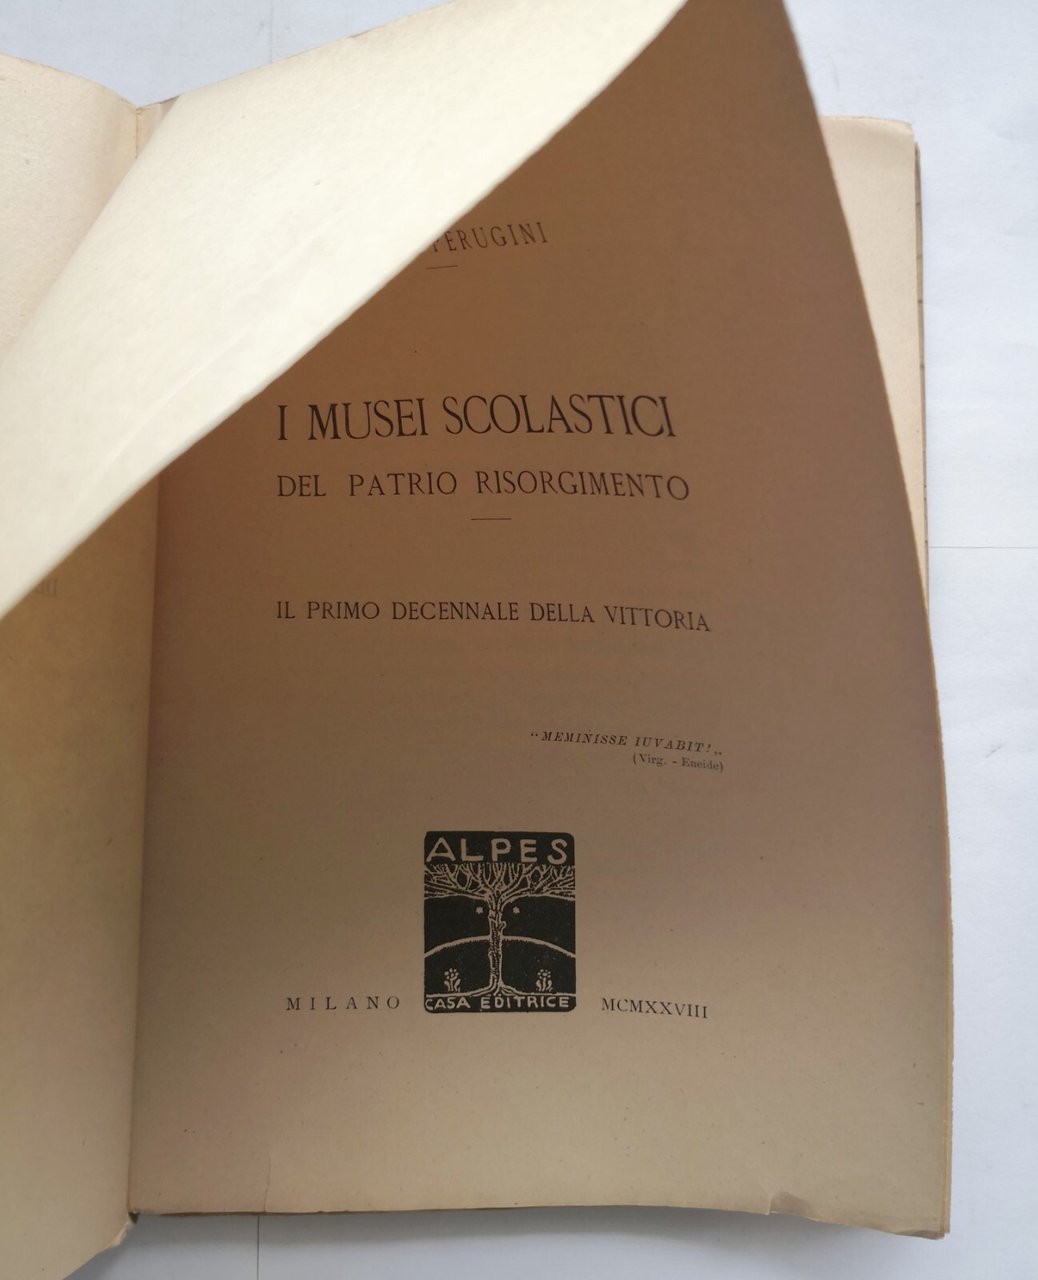 PERUGINI
I MUSEI SCOLASTICI
DEL PATRIO RISORGIMENTO
IL PRIMO DECENNALE DELLA VITTORIA
“MEMINISSE IUVABIT!„
(Virg. - Eneide)
ALPES
CASA EDITRICE
MILANO
MCMXXVIII